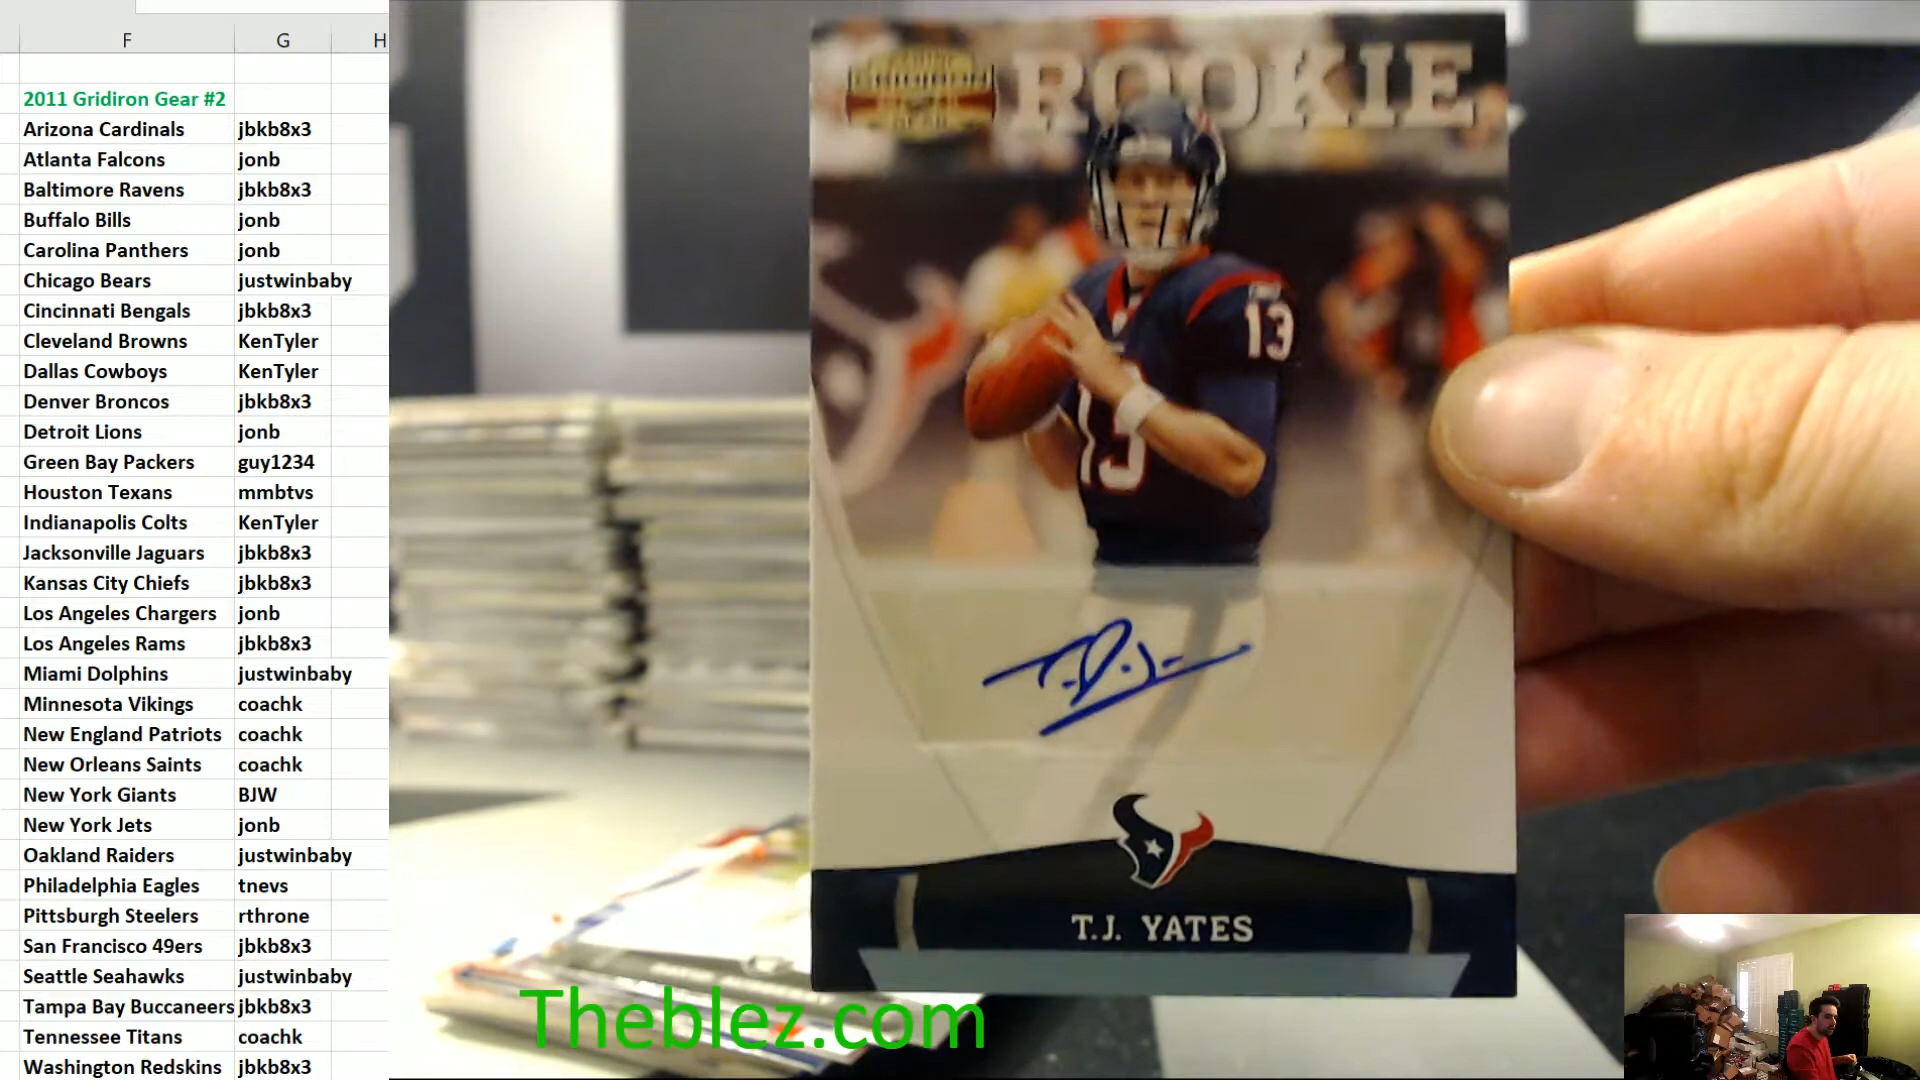 F G H
2011 Gridiron Gear #2
Arizona Cardinals jbkb8x3
Atlanta Falcons jonb
Baltimore Ravens jbkb8x3
Buffalo Bills jonb
Carolina Panthers jonb
Chicago Bears justwinbaby
Cincinnati Bengals jbkb8x3
Cleveland Browns KenTyler
Dallas Cowboys KenTyler
Denver Broncos jbkb8x3
Detroit Lions jonb
Green Bay Packers guy1234
Houston Texans mmbtvs
Indianapolis Colts KenTyler
Jacksonville Jaguars jbkb8x3
Kansas City Chiefs jbkb8x3
Los Angeles Chargers jonb
Los Angeles Rams jbkb8x3
Miami Dolphins justwinbaby
Minnesota Vikings coachk
New England Patriots coachk
New Orleans Saints coachk
New York Giants BJW
New York Jets jonb
Oakland Raiders justwinbaby
Philadelphia Eagles tnevs
Pittsburgh Steelers rthrone
San Francisco 49ers jbkb8x3
Seattle Seahawks justwinbaby
Tampa Bay Buccaneers jbkb8x3
Tennessee Titans coachk
Washington Redskins jbkb8x3
GRIDIRON
GEAR
ROOKIE
13
13
T.J. YATES
Theblez.com